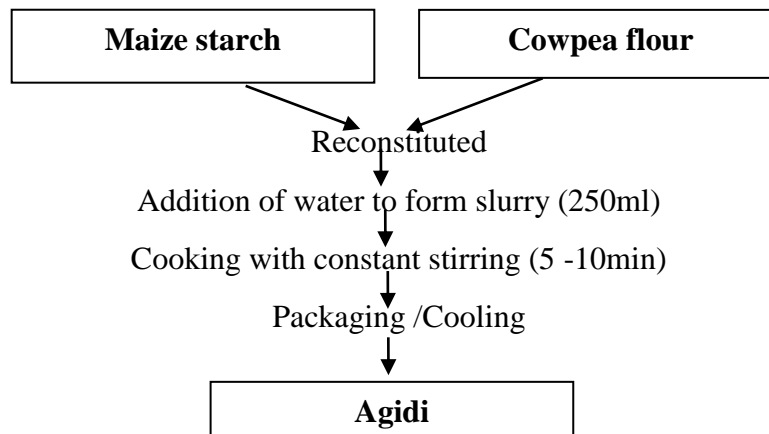 Maize starch
Cowpea flour
Reconstituted
Addition of water to form slurry (250ml)
Cooking with constant stirring (5 -10min)
Packaging /Cooling
Agidi